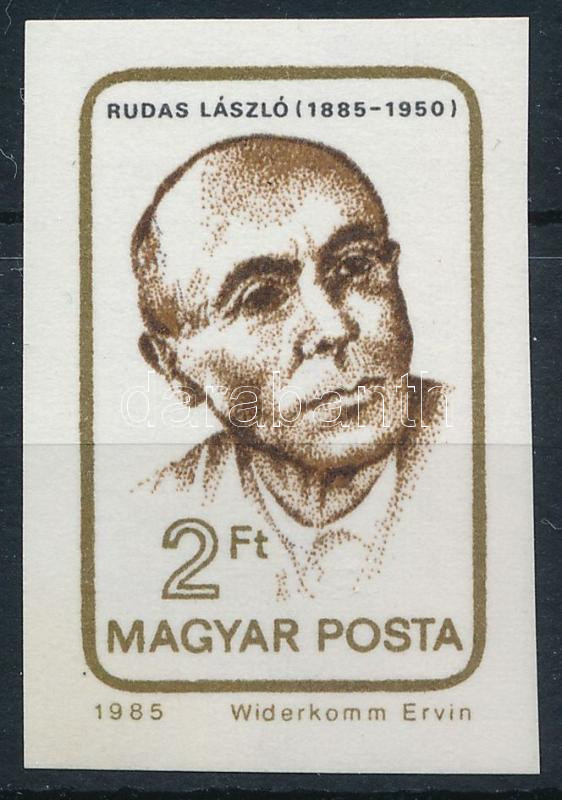 RUDAS LÁSZLÓ (1885-1950)
darabanth
2 Ft
MAGYAR POSTA
1985 Widerkomm Ervin